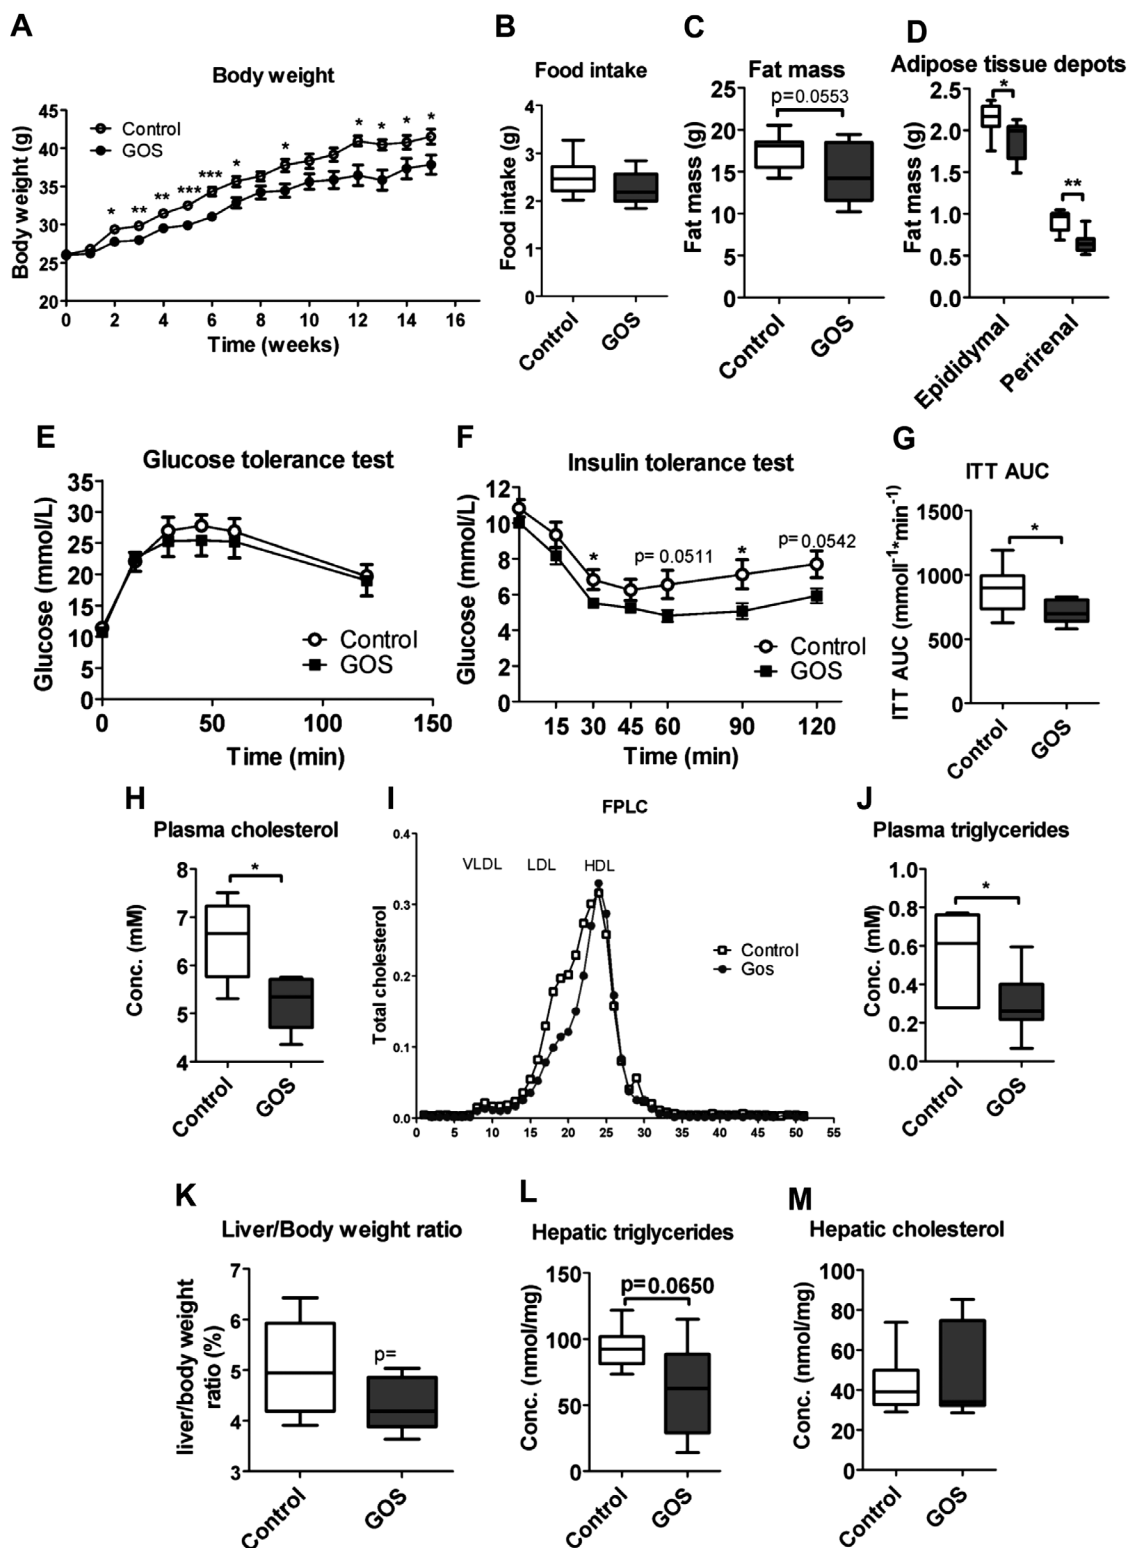 A
Body weight
Body weight (g)
45
40
35
30
25
20
Control
GOS
* ** ** *** *** * * * * * *
0 2 4 6 8 10 12 14 16
Time (weeks)
B
Food intake
Food intake (g)
4
3
2
1
0
Control
GOS
C
Fat mass
Fat mass (g)
25
20
15
10
5
0
p=0.0553
Control
GOS
D
Adipose tissue depots
Fat mass (g)
2.5
2.0
1.5
1.0
0.5
0.0
*
**
Epididymal
Perirenal
E
Glucose tolerance test
Glucose (mmol/L)
35
30
25
20
15
10
5
0
Control
GOS
0 50 100 150
Time (min)
F
Insulin tolerance test
Glucose (mmol/L)
12
10
8
6
4
2
0
* p= 0.0511 * p=0.0542
Control
GOS
15 30 45 60 90 120
Time (min)
G
ITT AUC
ITT AUC (mmoll⁻¹*min⁻¹)
1500
1000
500
0
*
Control
GOS
H
Plasma cholesterol
Conc. (mM)
8
7
6
5
4
*
Control
GOS
I
FPLC
Total cholesterol
0.4
0.3
0.2
0.1
0.0
VLDL LDL HDL
Control
Gos
0 5 10 15 20 25 30 35 40 45 50 55
J
Plasma triglycerides
Conc. (mM)
1.0
0.8
0.6
0.4
0.2
0.0
*
Control
GOS
K
Liver/Body weight ratio
liver/body weight
ratio (%)
7
6
5
4
3
p=
Control
GOS
L
Hepatic triglycerides
Conc. (nmol/mg)
150
100
50
0
p=0.0650
Control
GOS
M
Hepatic cholesterol
Conc. (nmol/mg)
100
80
60
40
20
0
Control
GOS